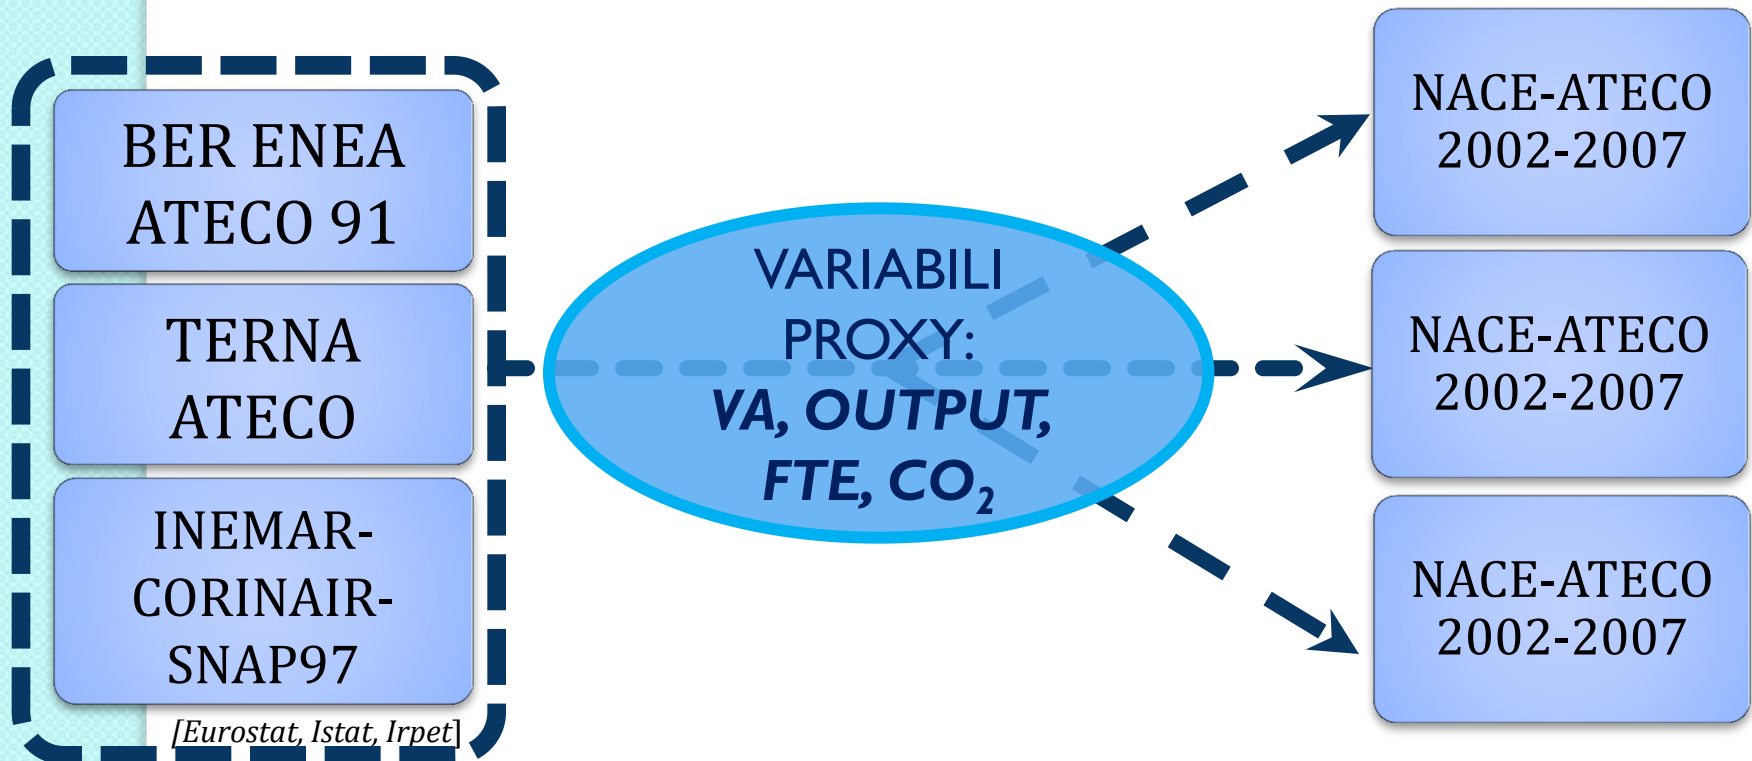 BER ENEA
ATECO 91
TERNA
ATECO
INEMAR-
CORINAIR-
SNAP97
[Eurostat, Istat, Irpet]
VARIABILI
PROXY:
VA, OUTPUT,
FTE, CO₂
NACE-ATECO
2002-2007
NACE-ATECO
2002-2007
NACE-ATECO
2002-2007